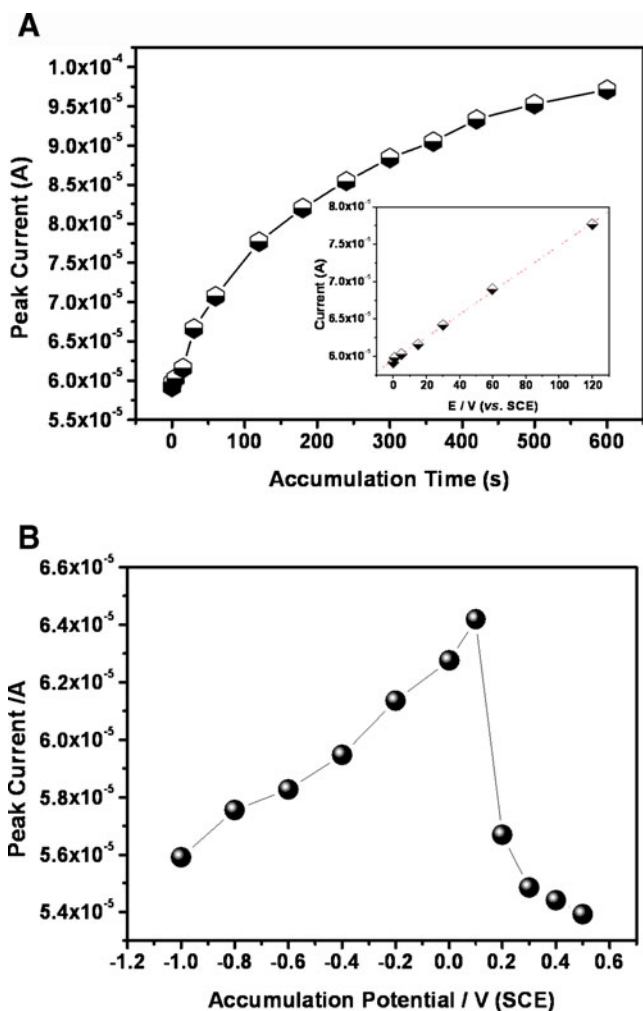 A
1.0x10⁻⁴
9.5x10⁻⁵
9.0x10⁻⁵
8.5x10⁻⁵
8.0x10⁻⁵
7.5x10⁻⁵
7.0x10⁻⁵
6.5x10⁻⁵
6.0x10⁻⁵
5.5x10⁻⁵
Peak Current (A)
0 100 200 300 400 500 600
Accumulation Time (s)
8.0x10⁻⁵
7.5x10⁻⁵
7.0x10⁻⁵
6.5x10⁻⁵
6.0x10⁻⁵
Current (A)
0 20 40 60 80 100 120
E / V (vs. SCE)
B
6.6x10⁻⁵
6.4x10⁻⁵
6.2x10⁻⁵
6.0x10⁻⁵
5.8x10⁻⁵
5.6x10⁻⁵
5.4x10⁻⁵
Peak Current /A
-1.2 -1.0 -0.8 -0.6 -0.4 -0.2 0.0 0.2 0.4 0.6
Accumulation Potential / V (SCE)